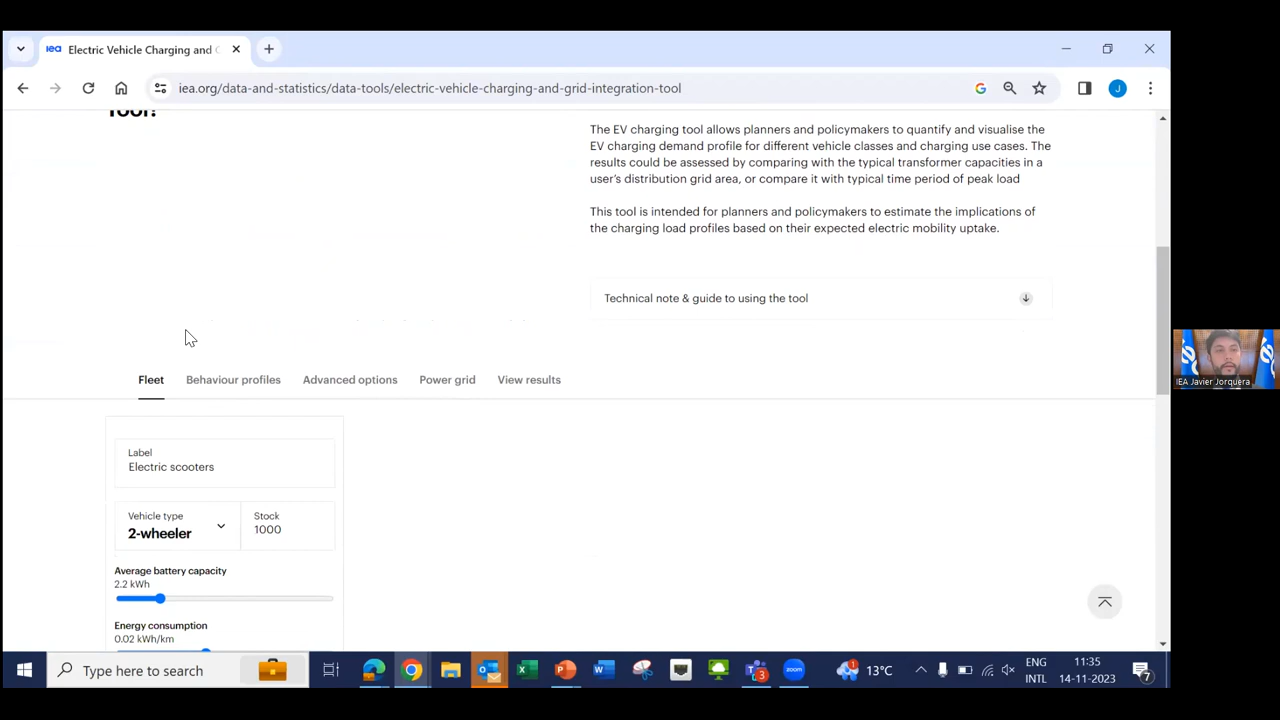 iea Electric Vehicle Charging and
iea.org/data-and-statistics/data-tools/electric-vehicle-charging-and-grid-integration-tool
J
The EV charging tool allows planners and policymakers to quantify and visualise the
EV charging demand profile for different vehicle classes and charging use cases. The
results could be assessed by comparing with the typical transformer capacities in a
user's distribution grid area, or compare it with typical time period of peak load
This tool is intended for planners and policymakers to estimate the implications of
the charging load profiles based on their expected electric mobility uptake.
Technical note & guide to using the tool
Fleet Behaviour profiles Advanced options Power grid View results
Label
Electric scooters
Vehicle type Stock
2-wheeler 1000
Average battery capacity
2.2 kWh
Energy consumption
0.02 kWh/km
IEA Javier Jorquera
Type here to search
zoom
3
1
13°C
ENG
INTL
11:35
14-11-2023
7